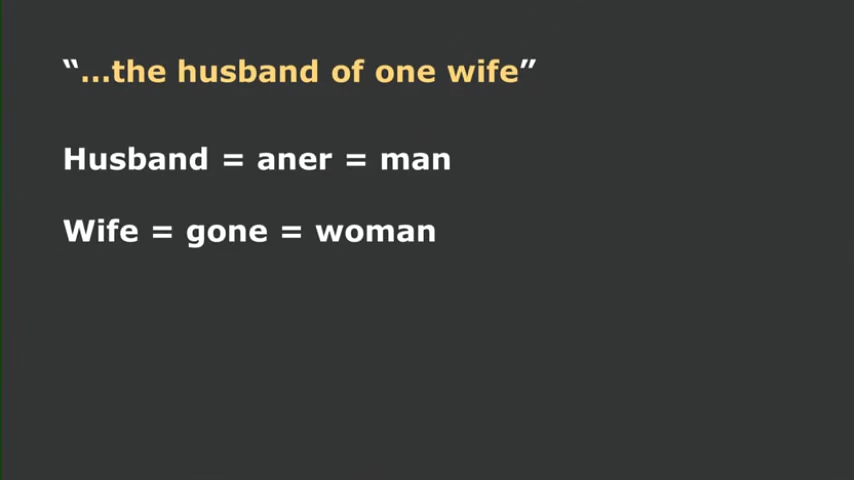 “…the husband of one wife”
Husband = aner = man
Wife = gone = woman